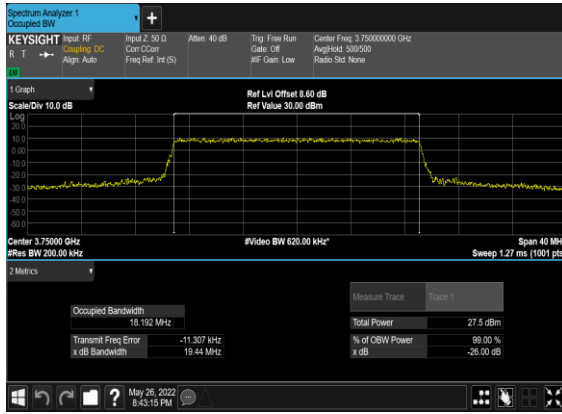 Spectrum Analyzer 1
Occupied BW
+
KEYSIGHT Input: RF Input Z: 50 Ω Atten: 40 dB Trig: Free Run Center Freq: 3.750000000 GHz
R T Coupling: DC Corr CCorr Gate: Off Avg|Hold: 500/500
Align: Auto Freq Ref: Int (S) #IF Gain: Low Radio Std: None
1 Graph
Ref Lvl Offset 8.60 dB
Scale/Div 10.0 dB Ref Value 30.00 dBm
Log
20.0
10.0
0.00
-10.0
-20.0
-30.0
-40.0
-50.0
-60.0
Center 3.75000 GHz #Video BW 620.00 kHz* Span 40 MH
#Res BW 200.00 kHz Sweep 1.27 ms (1001 pts
2 Metrics
Measure Trace Trace 1
Occupied Bandwidth
18.192 MHz Total Power 27.5 dBm
Transmit Freq Error -11.307 kHz % of OBW Power 99.00 %
x dB Bandwidth 19.44 MHz x dB -26.00 dB
? May 26, 2022
8:43:15 PM